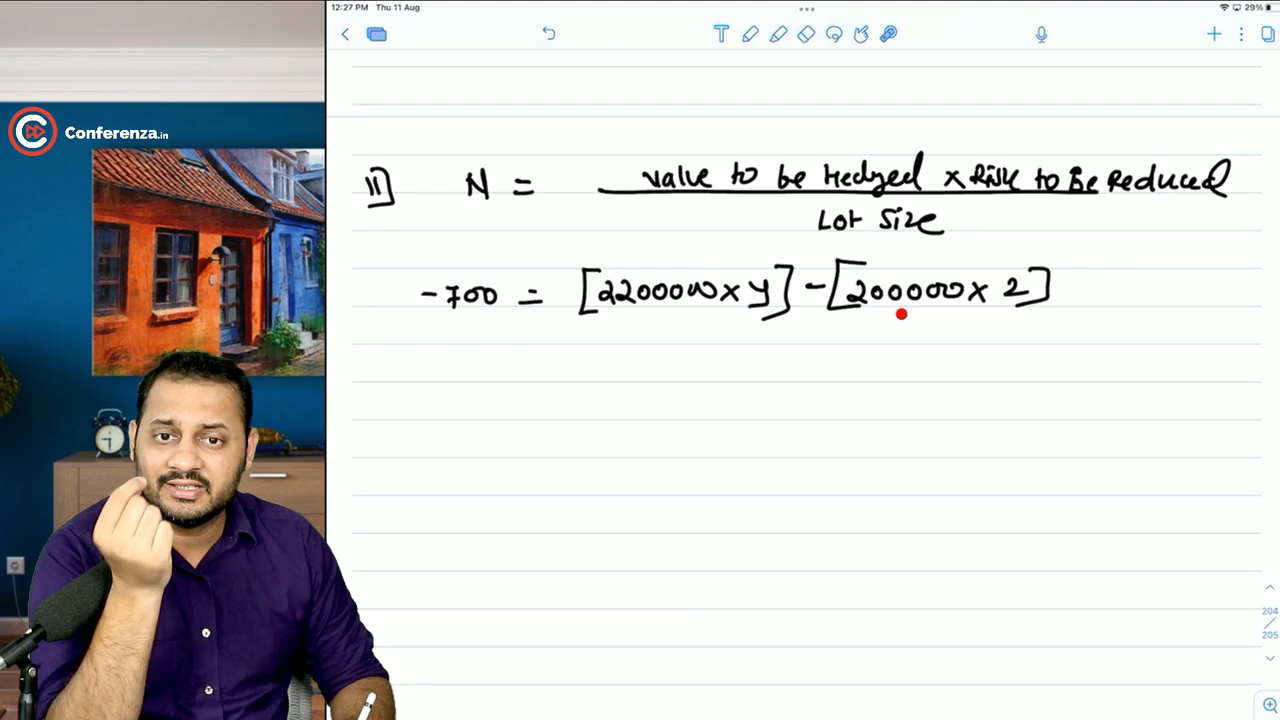 12:27 PM Thu 11 Aug
29%
Conferenza.in
II] N = Value to be Hedged x Risk to Be Reduced
Lot Size
-700 = [2200000 x y] - [200000 x 2]
204
205